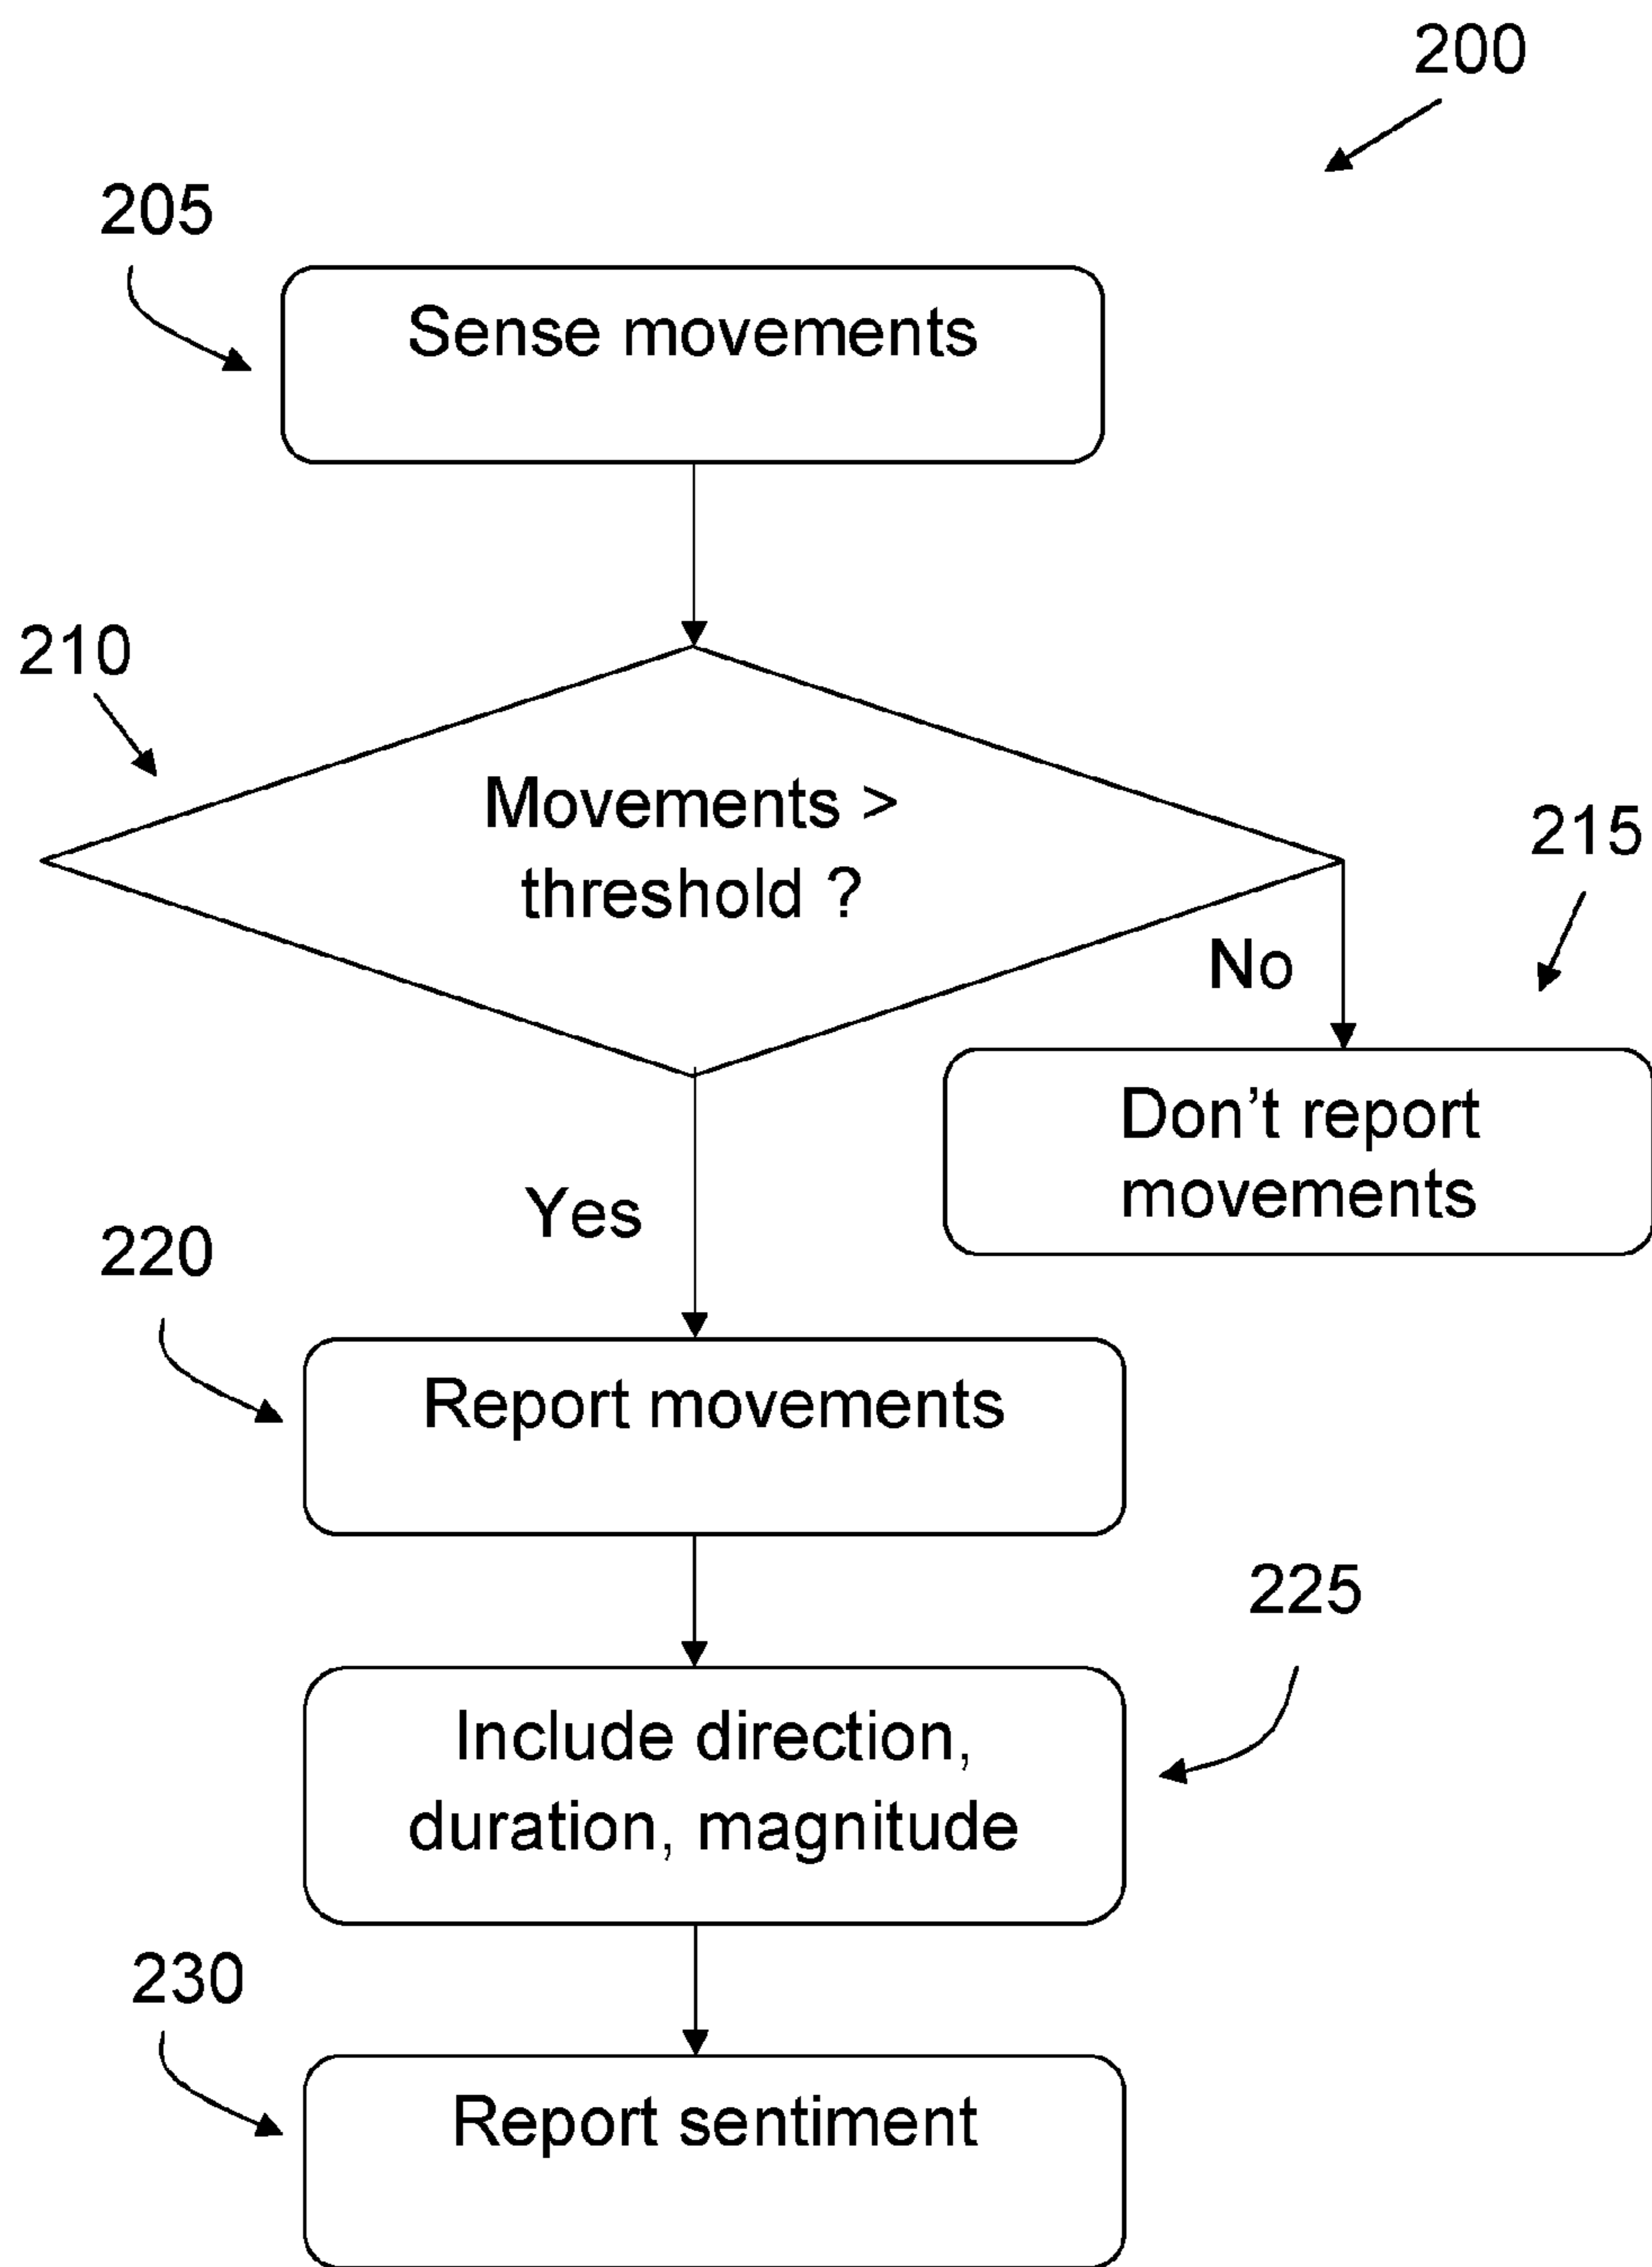 200
205
Sense movements
210
Movements >
threshold ?
215
No
Don’t report
movements
Yes
220
Report movements
225
Include direction,
duration, magnitude
230
Report sentiment